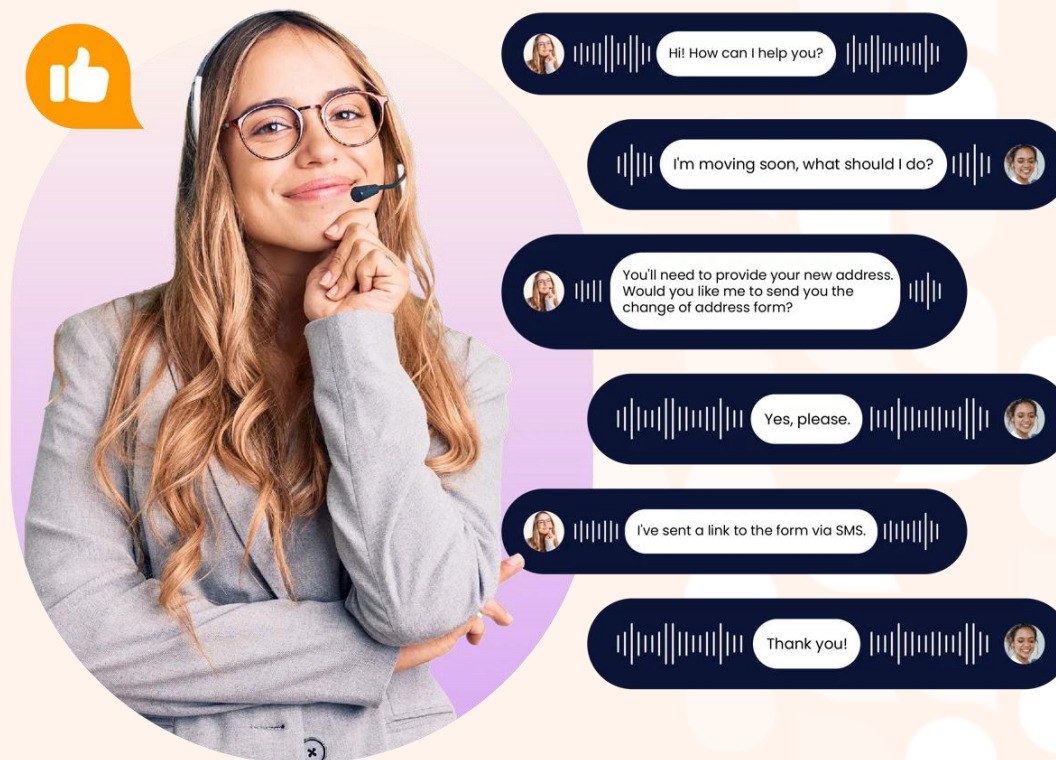 Hi! How can I help you?
I'm moving soon, what should I do?
You'll need to provide your new address.
Would you like me to send you the
change of address form?
Yes, please.
I've sent a link to the form via SMS.
Thank you!